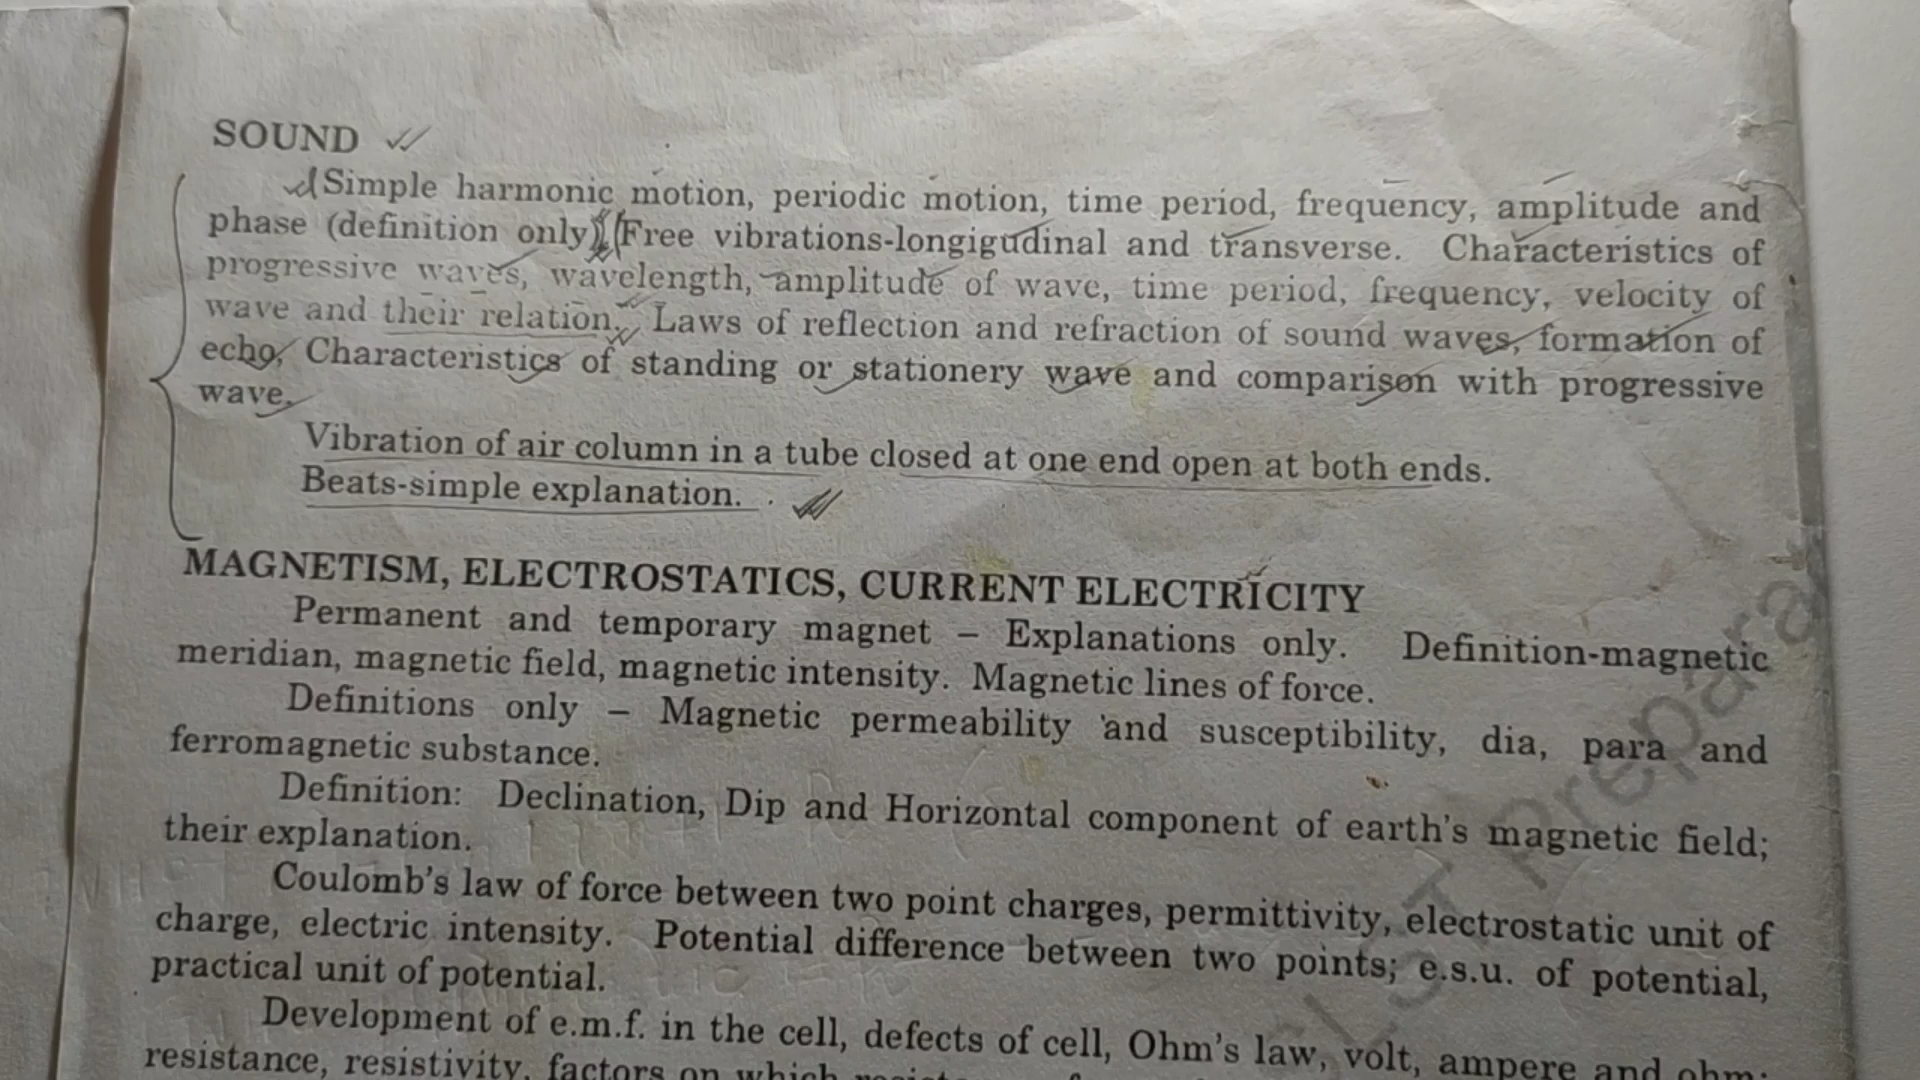 SOUND
Simple harmonic motion, periodic motion, time period, frequency, amplitude and
phase (definition only) (Free vibrations-longigudinal and transverse. Characteristics of
progressive waves, wavelength, amplitude of wave, time period, frequency, velocity of
wave and their relation. Laws of reflection and refraction of sound waves, formation of
echo, Characteristics of standing or stationery wave and comparison with progressive
wave.
Vibration of air column in a tube closed at one end open at both ends.
Beats-simple explanation.
MAGNETISM, ELECTROSTATICS, CURRENT ELECTRICITY
Permanent and temporary magnet – Explanations only. Definition-magnetic
meridian, magnetic field, magnetic intensity. Magnetic lines of force.
Definitions only – Magnetic permeability and susceptibility, dia, para and
ferromagnetic substance.
Definition: Declination, Dip and Horizontal component of earth's magnetic field;
their explanation.
Coulomb's law of force between two point charges, permittivity, electrostatic unit of
charge, electric intensity. Potential difference between two points; e.s.u. of potential,
practical unit of potential.
Development of e.m.f. in the cell, defects of cell, Ohm's law, volt, ampere and ohm;
resistance, resistivity, factors on which